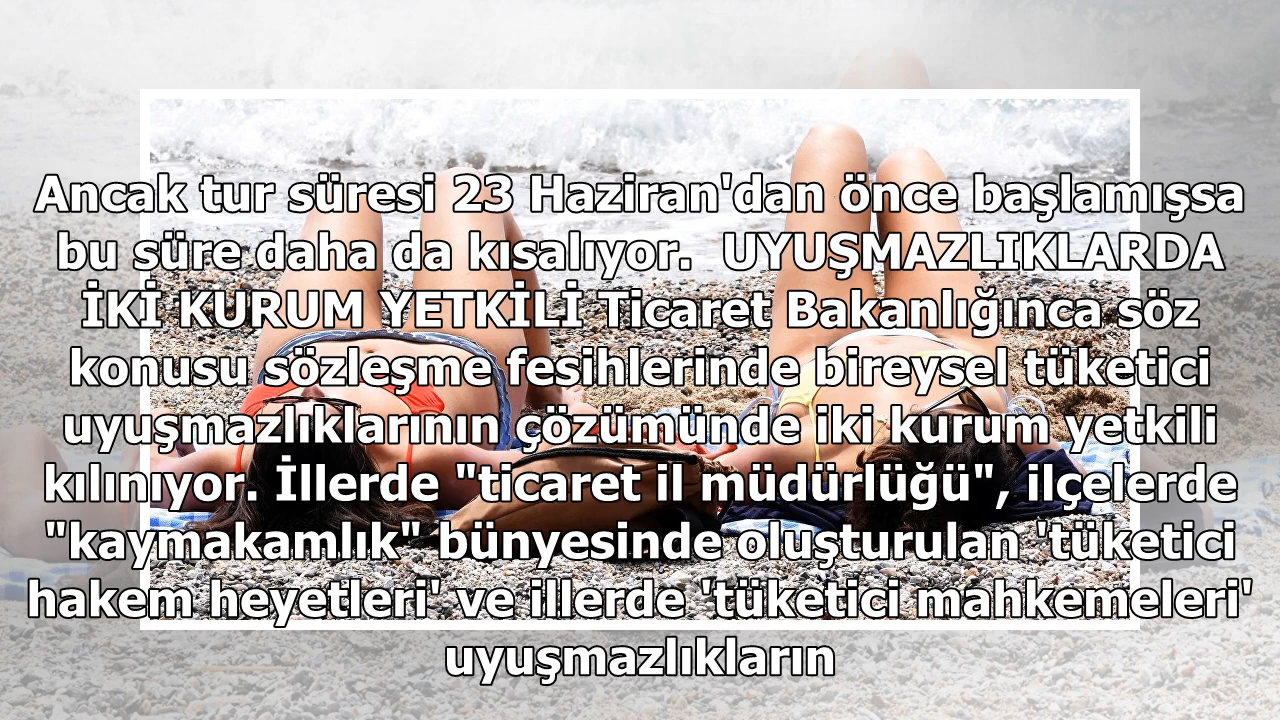 Ancak tur süresi 23 Haziran'dan önce başlamışsa
bu süre daha da kısalıyor.  UYUŞMAZLIKLARDA
İKİ KURUM YETKİLİ Ticaret Bakanlığınca söz
konusu sözleşme fesihlerinde bireysel tüketici
uyuşmazlıklarının çözümünde iki kurum yetkili
kılınıyor. İllerde "ticaret il müdürlüğü", ilçelerde
"kaymakamlık" bünyesinde oluşturulan 'tüketici
hakem heyetleri' ve illerde 'tüketici mahkemeleri'
uyuşmazlıkların